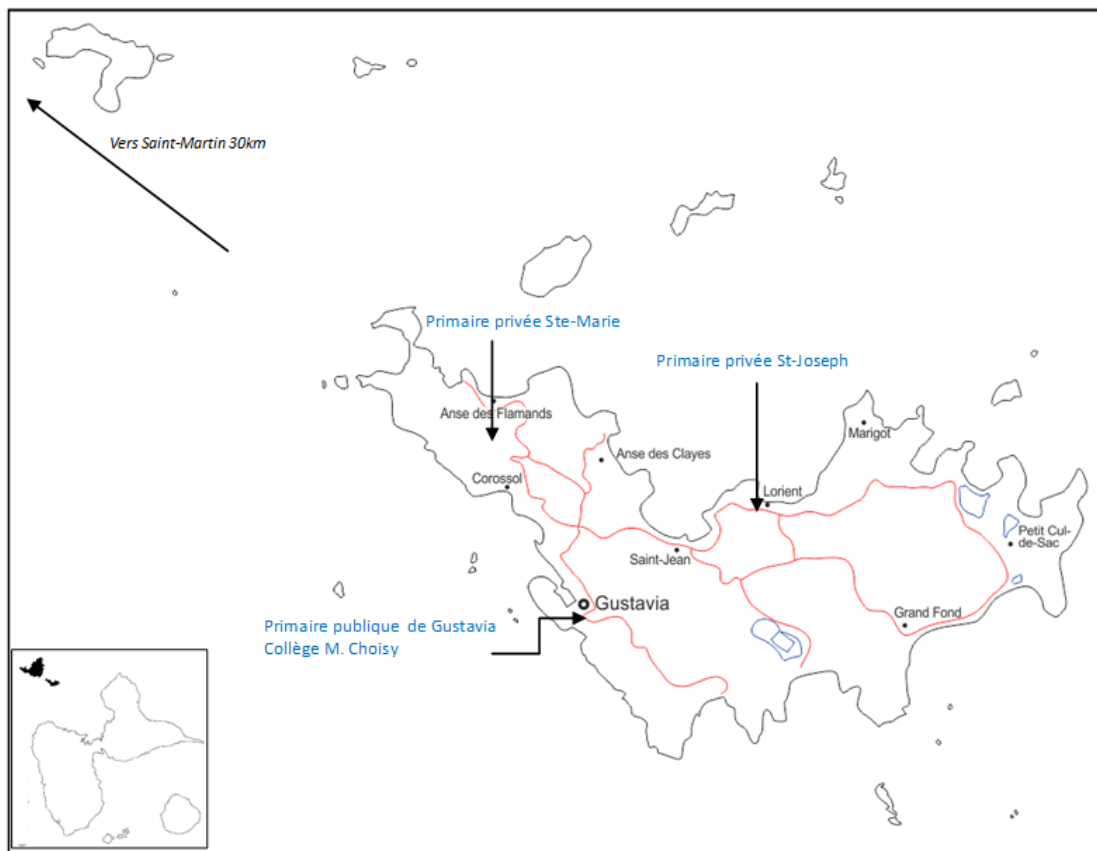 Vers Saint-Martin 30km
Primaire privée Ste-Marie
Primaire privée St-Joseph
Anse des Flamands
Marigot
Anse des Clayes
Corossol
Lorient
Petit Cul-
de-Sac
Saint-Jean
Gustavia
Grand Fond
Primaire publique de Gustavia
Collège M. Choisy